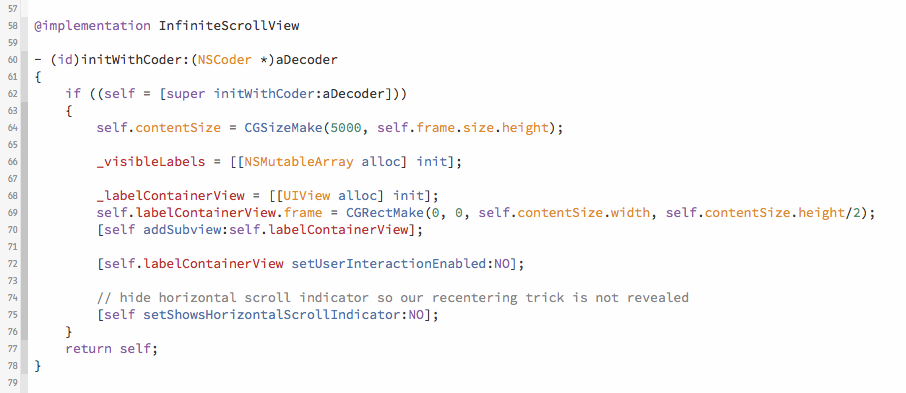 57
58 @implementation InfiniteScrollView
59
60 - (id)initWithCoder:(NSCoder *)aDecoder
61 {
62     if ((self = [super initWithCoder:aDecoder]))
63     {
64         self.contentSize = CGSizeMake(5000, self.frame.size.height);
65
66         _visibleLabels = [[NSMutableArray alloc] init];
67
68         _labelContainerView = [[UIView alloc] init];
69         self.labelContainerView.frame = CGRectMake(0, 0, self.contentSize.width, self.contentSize.height/2);
70         [self addSubview:self.labelContainerView];
71
72         [self.labelContainerView setUserInteractionEnabled:NO];
73
74         // hide horizontal scroll indicator so our recentering trick is not revealed
75         [self setShowsHorizontalScrollIndicator:NO];
76     }
77     return self;
78 }
79